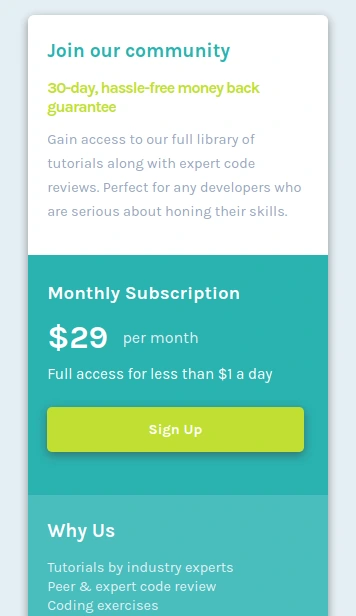 Join our community
30-day, hassle-free money back
guarantee
Gain access to our full library of
tutorials along with expert code
reviews. Perfect for any developers who
are serious about honing their skills.
Monthly Subscription
$29 per month
Full access for less than $1 a day
Sign Up
Why Us
Tutorials by industry experts
Peer & expert code review
Coding exercises